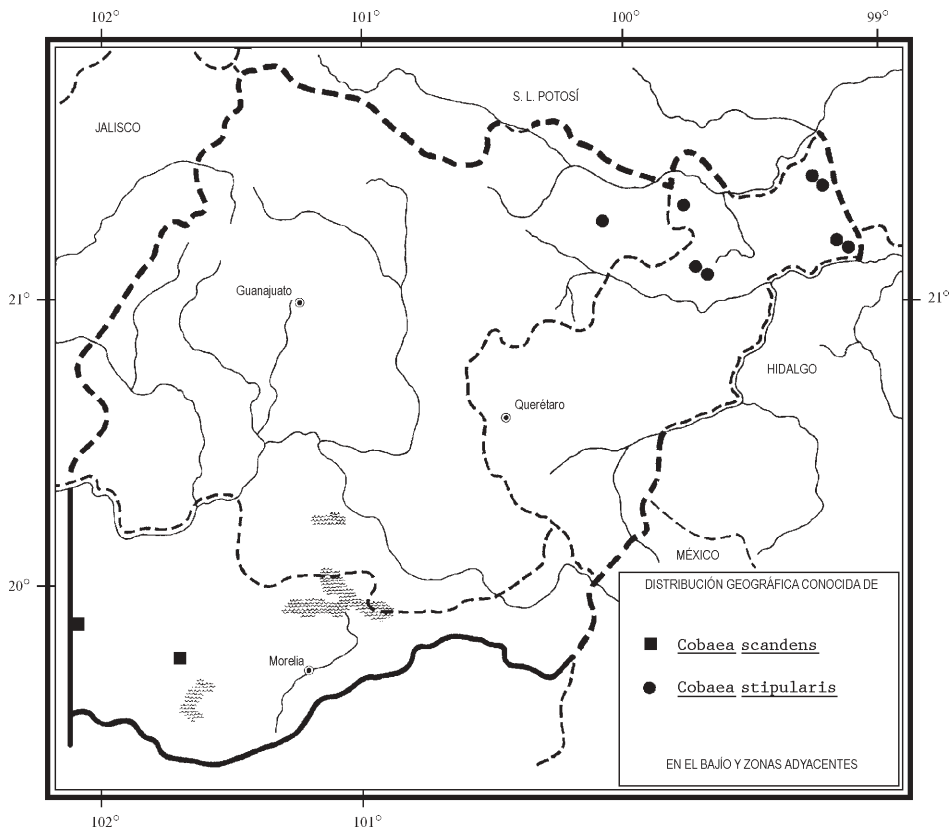 102° 101° 100° 99°
S. L. POTOSÍ
JALISCO
Guanajuato
21° 21°
HIDALGO
Querétaro
MÉXICO
20°
DISTRIBUCIÓN GEOGRÁFICA CONOCIDA DE
Cobaea scandens
Morelia
Cobaea stipularis
EN EL BAJÍO Y ZONAS ADYACENTES
102° 101°